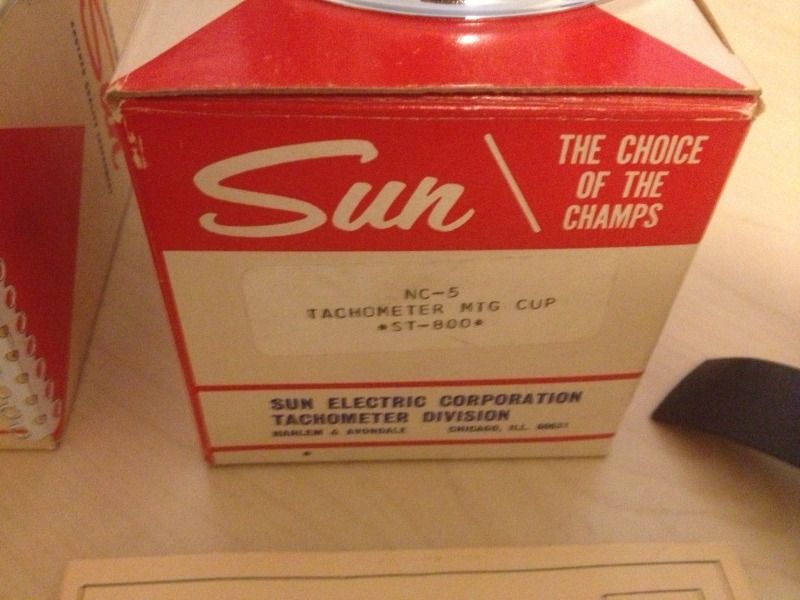 Sun
THE CHOICE
OF THE
CHAMPS
NC-5
TACHOMETER MTG CUP
*ST-800*
SUN ELECTRIC CORPORATION
TACHOMETER DIVISION
HARLEM & AVONDALE CHICAGO, ILL. 60631